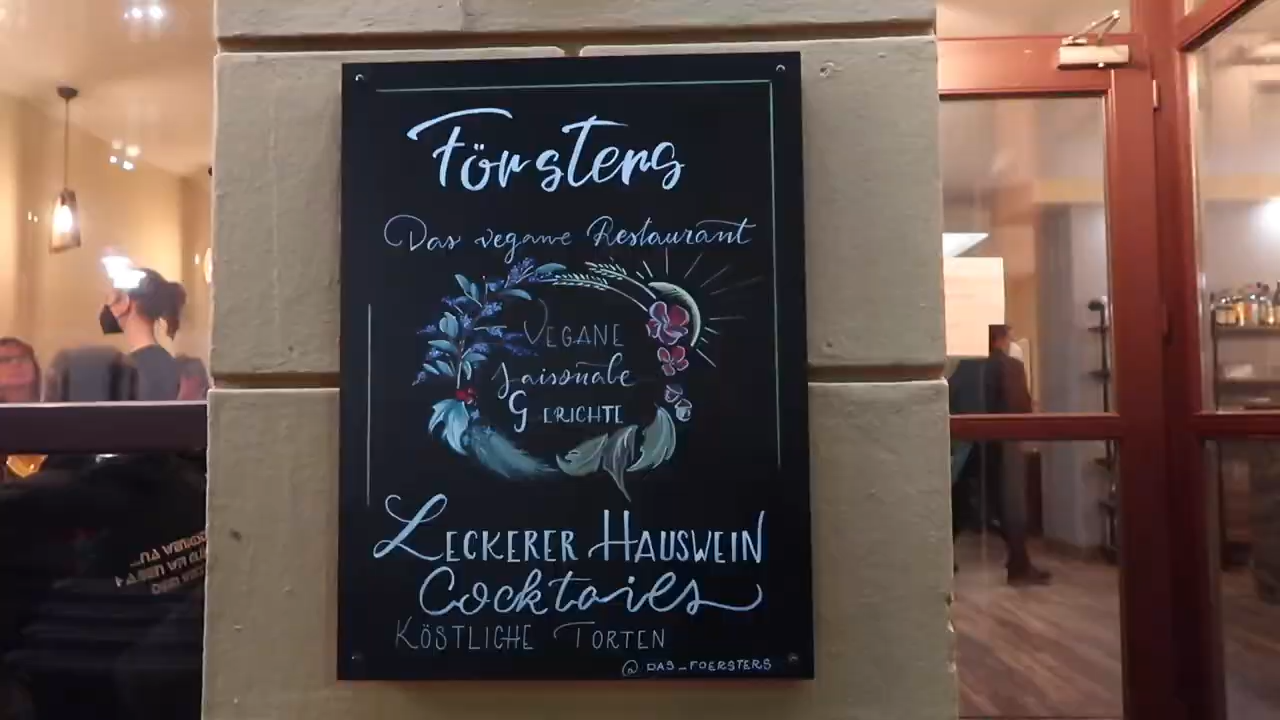 Försters
Das vegane Restaurant
VEGANE
saisonale
GERICHTE
LECKERER HAUSWEIN
Cocktails
KÖSTLICHE TORTEN
@DAS_FOERSTERS